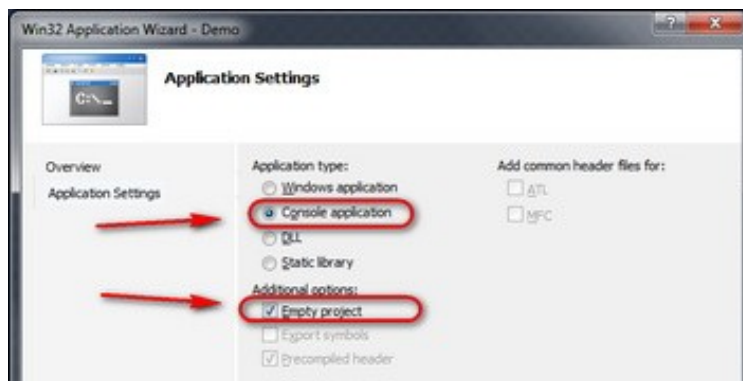 Win32 Application Wizard - Demo
C:\_
Application Settings
Overview
Application Settings
Application type:
Windows application
Console application
DLL
Static library
Additional options:
Empty project
Export symbols
Precompiled header
Add common header files for:
ATL
MFC